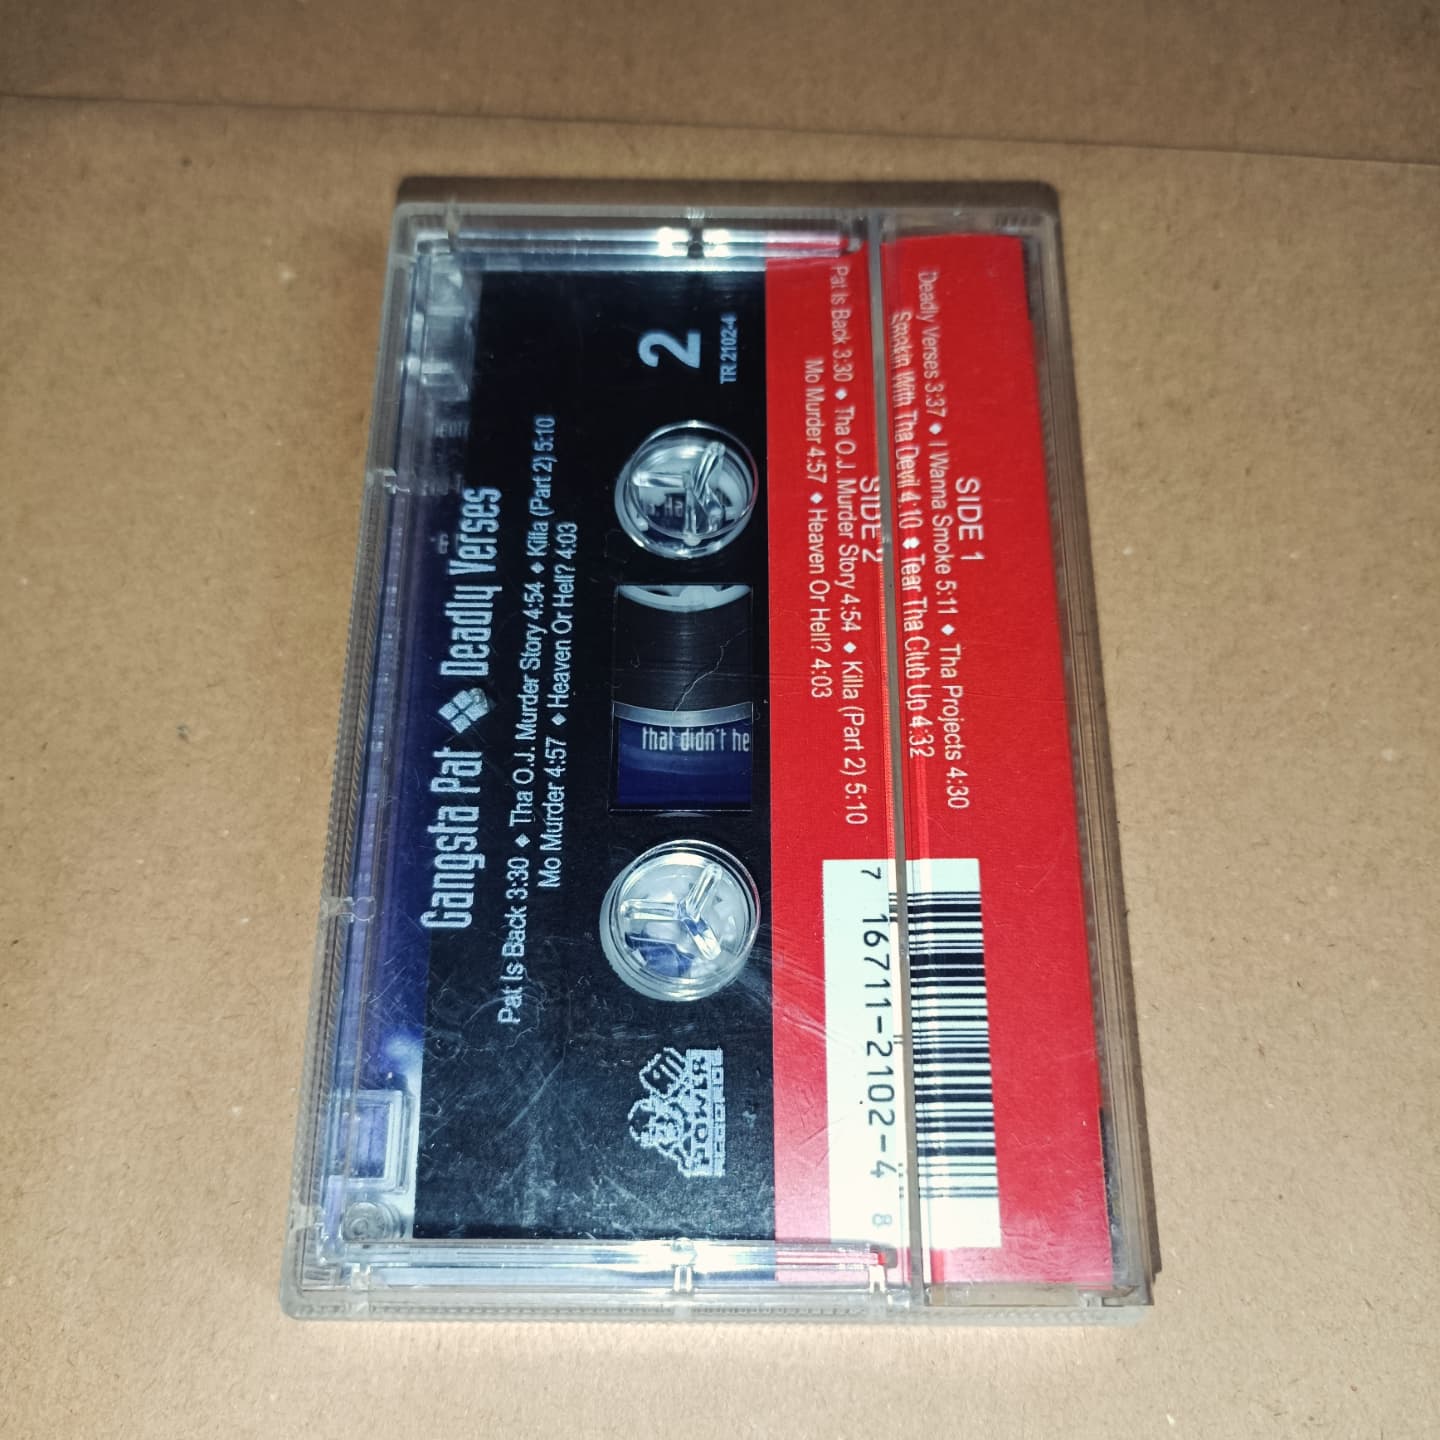 Gangsta Pat Deadly Verses
Pat Is Back 3:30 ◆ Tha O.J. Murder Story 4:54 ◆ Killa (Part 2) 5:10
Mo Murder 4:57 ◆ Heaven Or Hell? 4:03
2
TR 2102-4
that didn't he
POWER
RECORDS
SIDE 1
Deadly Verses 3:37 ◆ I Wanna Smoke 5:11 ◆ Tha Projects 4:30
Smokin With Tha Devil 4:10 ◆ Tear Tha Club Up 4:32
SIDE 2
Pat Is Back 3:30 ◆ Tha O.J. Murder Story 4:54 ◆ Killa (Part 2) 5:10
Mo Murder 4:57 ◆ Heaven Or Hell? 4:03
7 16711-2102-4 8